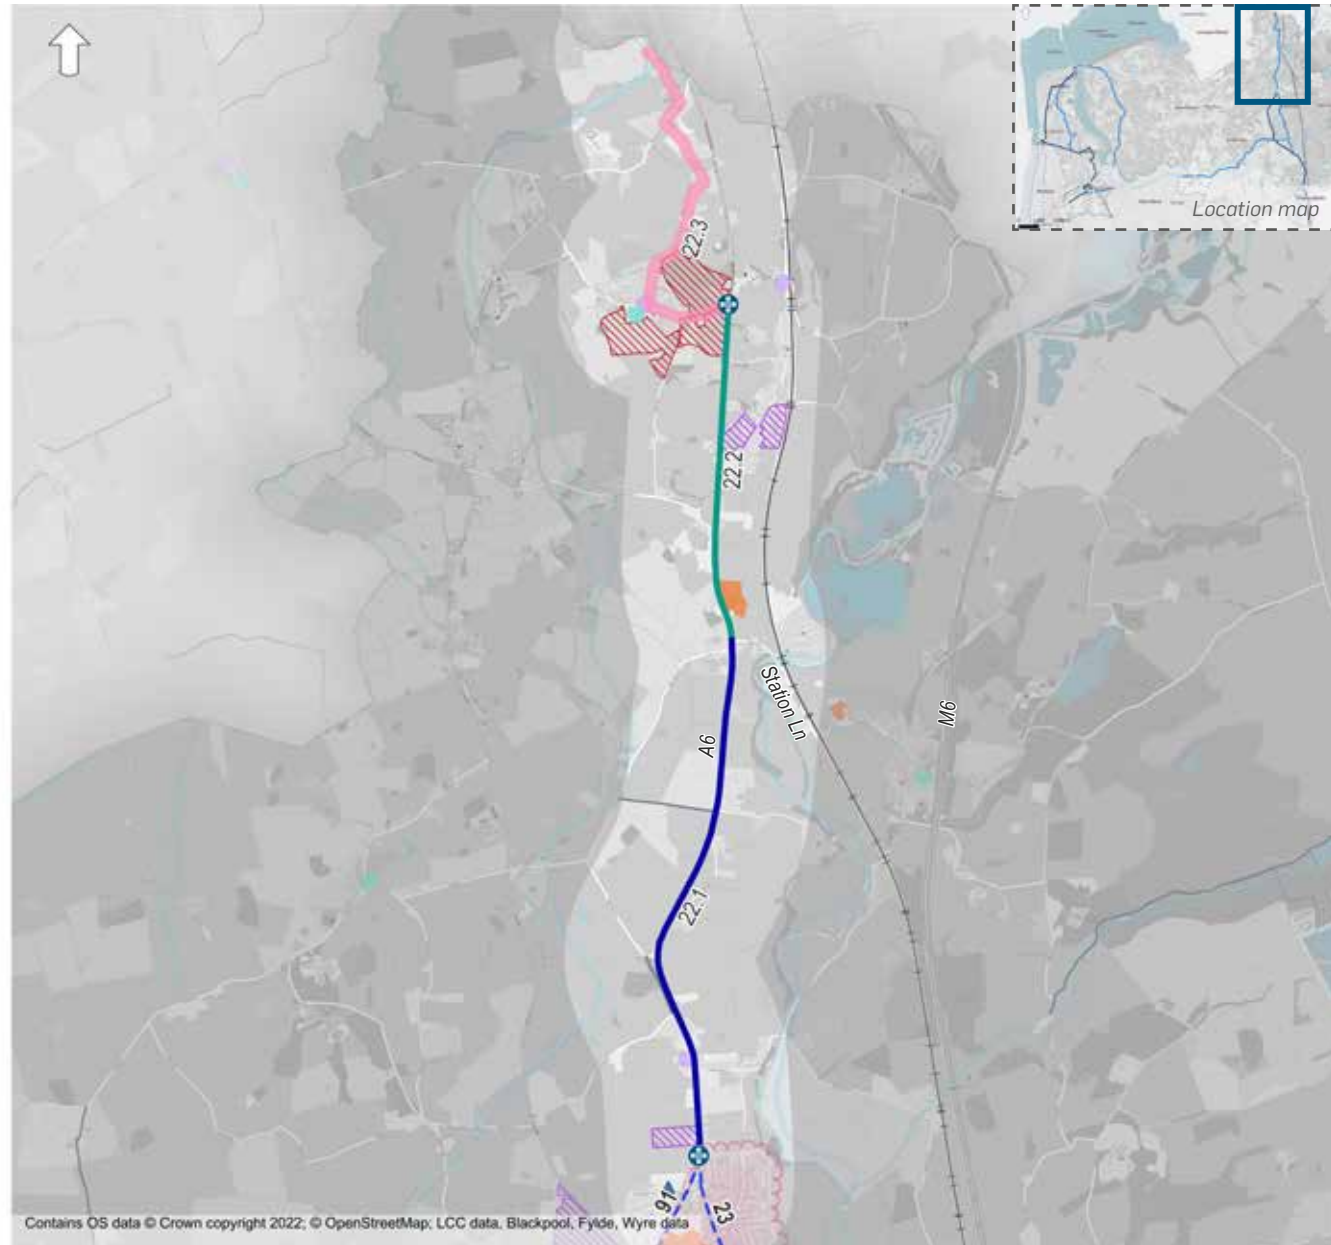 Location map
22.3
22.2
Station Ln
M6
A6
22.1
91
23
Contains OS data © Crown copyright 2022; © OpenStreetMap; LCC data, Blackpool, Fylde, Wyre data